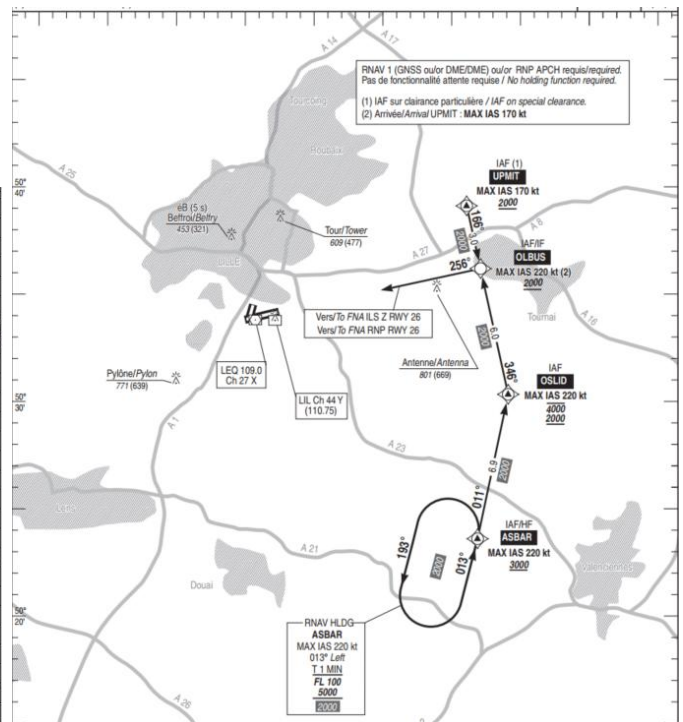 RNAV 1 (GNSS ou/or DME/DME) ou/or RNP APCH requis/required.
Pas de fonctionnalité attente requise / No holding function required.
(1) IAF sur clairance particulière / IAF on special clearance.
(2) Arrivée/Arrival UPMIT : MAX IAS 170 kt
A 14
A 17
Tourcoing
Roubaix
A 25
50
40'
IAF (1)
UPMIT
MAX IAS 170 kt
2000
166°
3.0
2000
A 8
èB (5 s)
Beffroi/Belfry
453 (321)
Tour/Tower
609 (477)
LILLE
A 27
IAF/IF
OLBUS
MAX IAS 220 kt (2)
2000
256°
Tournai
A 16
Vers/To FNA ILS Z RWY 26
Vers/To FNA RNP RWY 26
6.0
2000
346°
Pylône/Pylon
771 (639)
LEQ 109.0
Ch 27 X
LIL Ch 44 Y
(110.75)
Antenne/Antenna
801 (669)
IAF
OSLID
MAX IAS 220 kt
4000
2000
50
30'
A 1
A 23
6.9
2000
011°
Lens
A 21
Douai
193°
2000
013°
IAF/HF
ASBAR
MAX IAS 220 kt
3000
Valenciennes
50
20'
RNAV HLDG
ASBAR
MAX IAS 220 kt
013° Left
T 1 MIN
FL 100
5000
2000
A 26